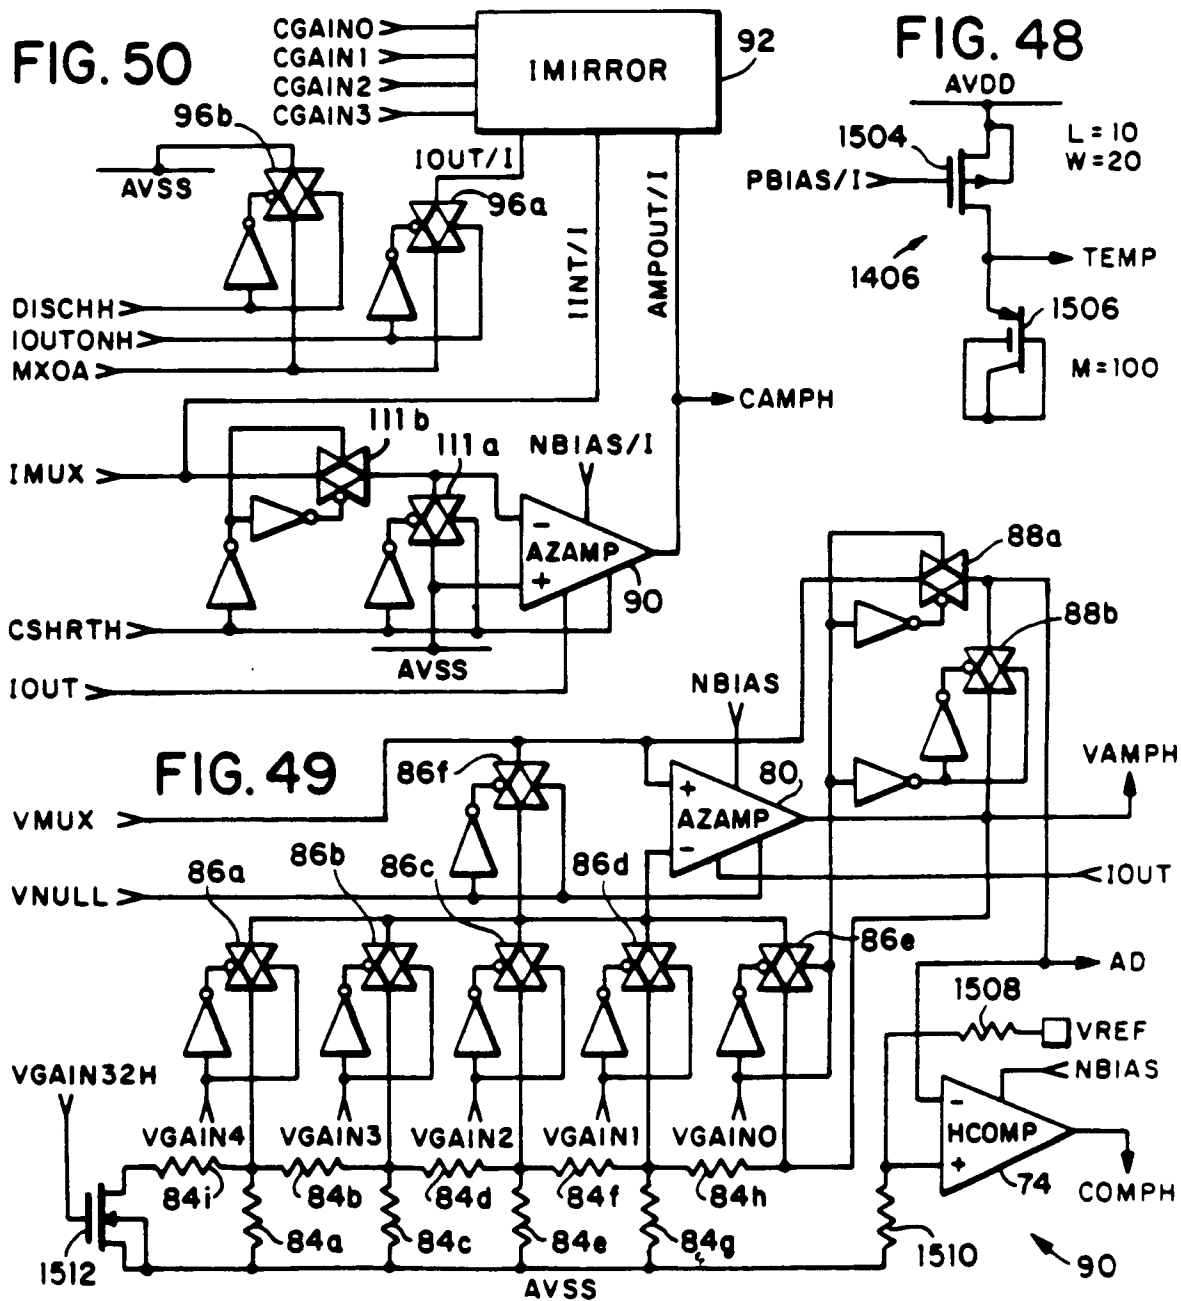 FIG. 50
CGAIN0
CGAIN1
CGAIN2
CGAIN3
IMIRROR
92
FIG. 48
AVDD
1504
L=10
W=20
PBIAS/I
1406
TEMP
1506
M=100
96b
AVSS
IOUT/I
96a
IINT/I
AMPOUT/I
DISCHH
IOUTONH
MXOA
CAMPH
111b
111a
NBIAS/I
IMUX
-
AZAMP
+
90
CSHRTH
AVSS
IOUT
88a
88b
NBIAS
FIG. 49
86f
80
VAMPH
VMUX
+
AZAMP
-
VNULL
86a
86b
86c
86d
IOUT
86e
AD
1508
VREF
NBIAS
VGAIN32H
VGAIN4
VGAIN3
VGAIN2
VGAIN1
VGAIN0
-
HCOMP
+
74
COMPH
84i
84b
84d
84f
84h
84a
84c
84e
84g
1512
1510
90
AVSS